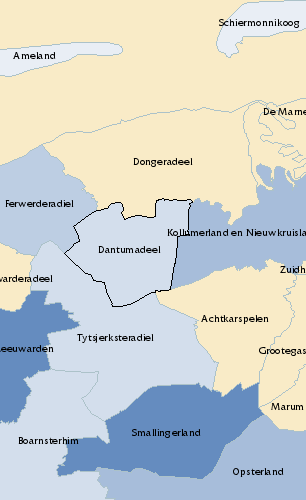 Schiermonnikoog
Ameland
De Marne
Dongeradeel
Ferwerderadiel
Kollumerland en Nieuwkruisla
Dantumadeel
Zuidh
warderadeel
Achtkarspelen
Tytsjerksteradiel
eeuwarden
Grootegas
Marum
Smallingerland
Boarnsterhim
Opsterland